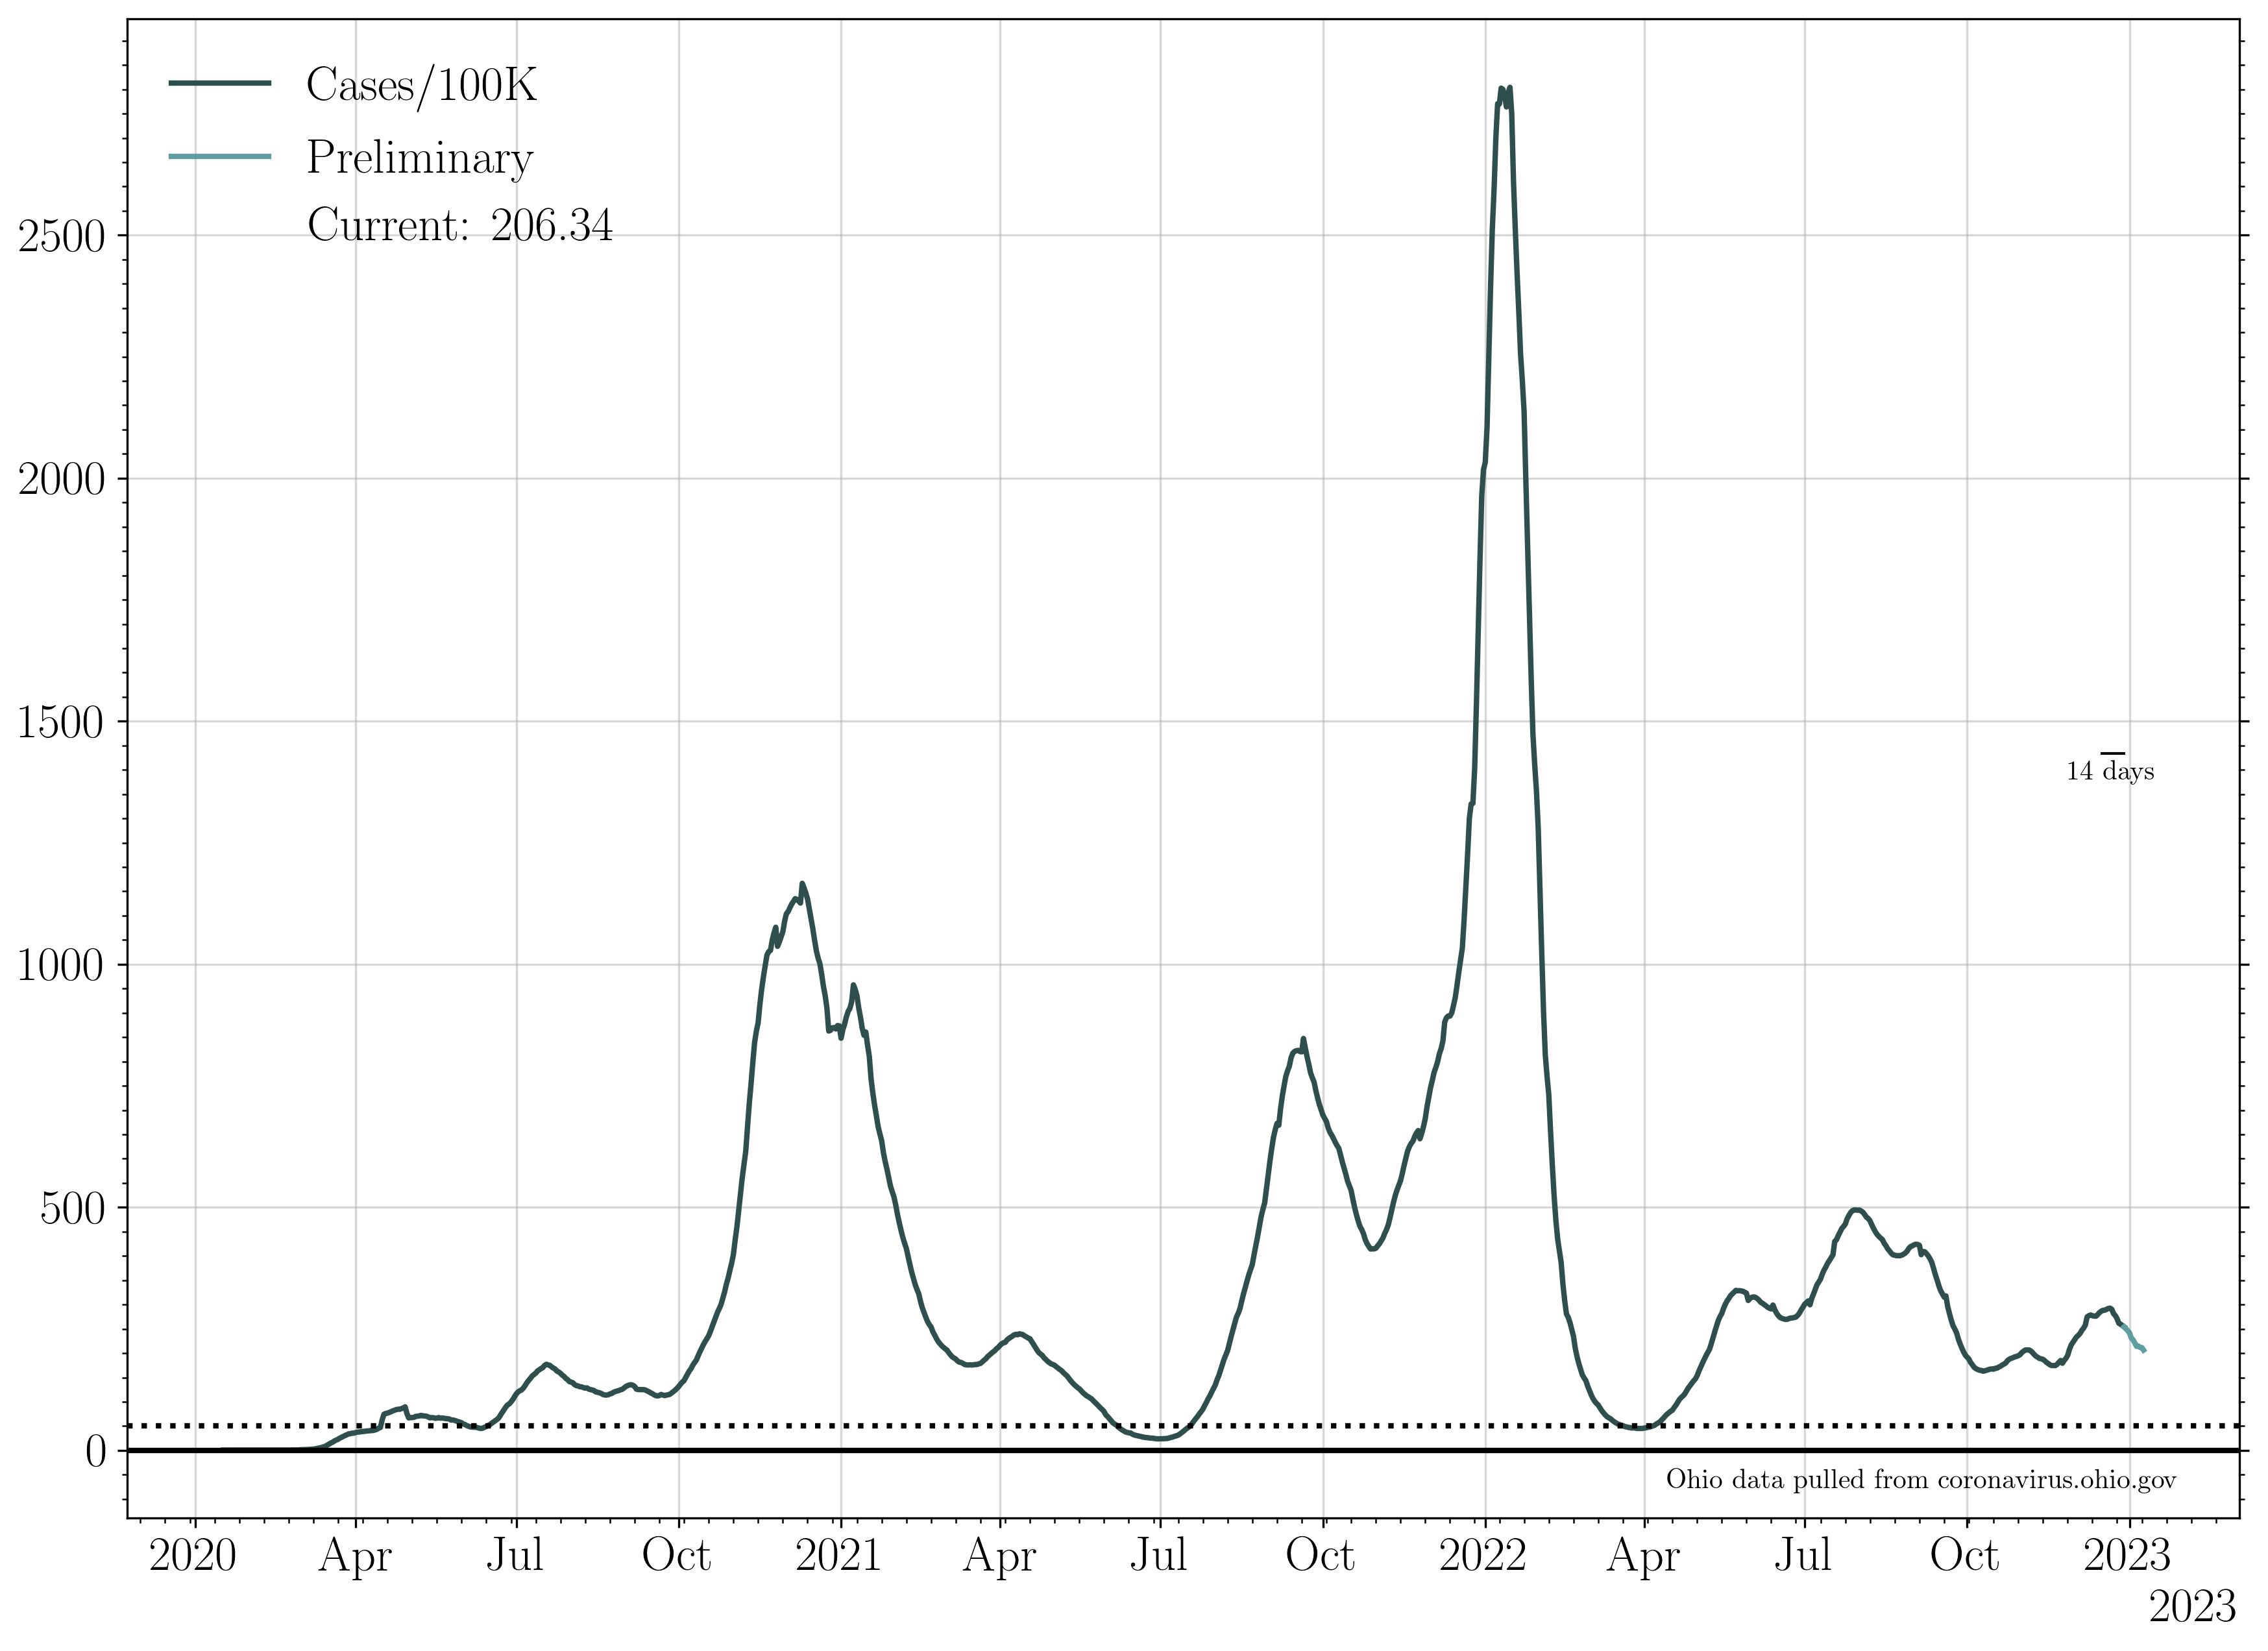 Cases/100K
Preliminary
Current: 206.34
2500
2000
1500
14 days
1000
500
0
Ohio data pulled from coronavirus.ohio.gov
2020 Apr Jul Oct 2021 Apr Jul Oct 2022 Apr Jul Oct 2023
2023